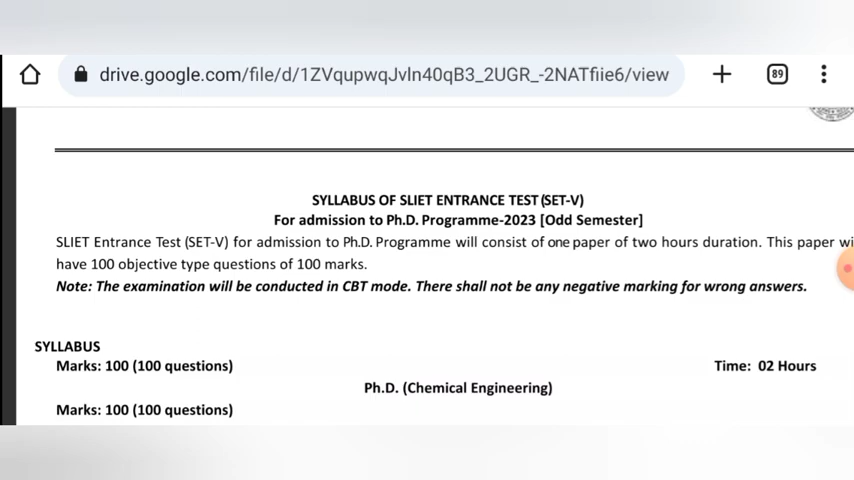 drive.google.com/file/d/1ZVqupwqJvln40qB3_2UGR_-2NATfiie6/view
89
SYLLABUS OF SLIET ENTRANCE TEST (SET-V)
For admission to Ph.D. Programme-2023 [Odd Semester]
SLIET Entrance Test (SET-V) for admission to Ph.D. Programme will consist of one paper of two hours duration. This paper wi
have 100 objective type questions of 100 marks.
Note: The examination will be conducted in CBT mode. There shall not be any negative marking for wrong answers.
SYLLABUS
Marks: 100 (100 questions) Time: 02 Hours
Ph.D. (Chemical Engineering)
Marks: 100 (100 questions)